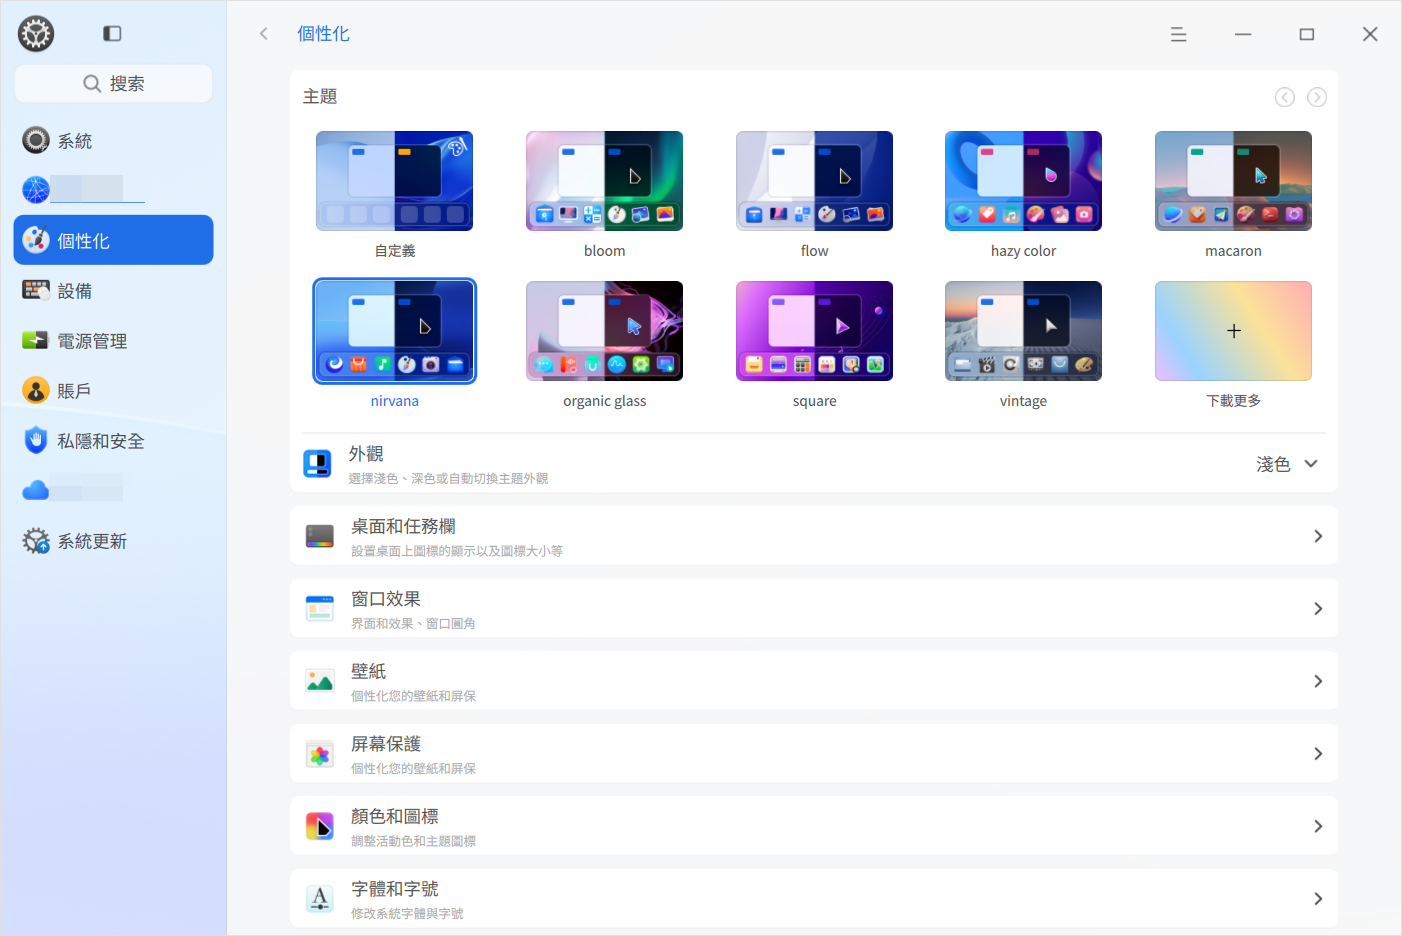 搜索
系統
個性化
設備
電源管理
賬戶
私隱和安全
系統更新
個性化
主題
自定義
bloom
flow
hazy color
macaron
nirvana
organic glass
square
vintage
下載更多
外觀
選擇淺色、深色或自動切換主題外觀
淺色
桌面和任務欄
設置桌面上圖標的顯示以及圖標大小等
窗口效果
界面和效果、窗口圓角
壁紙
個性化您的壁紙和屏保
屏幕保護
個性化您的壁紙和屏保
顏色和圖標
調整活動色和主題圖標
字體和字號
修改系統字體與字號